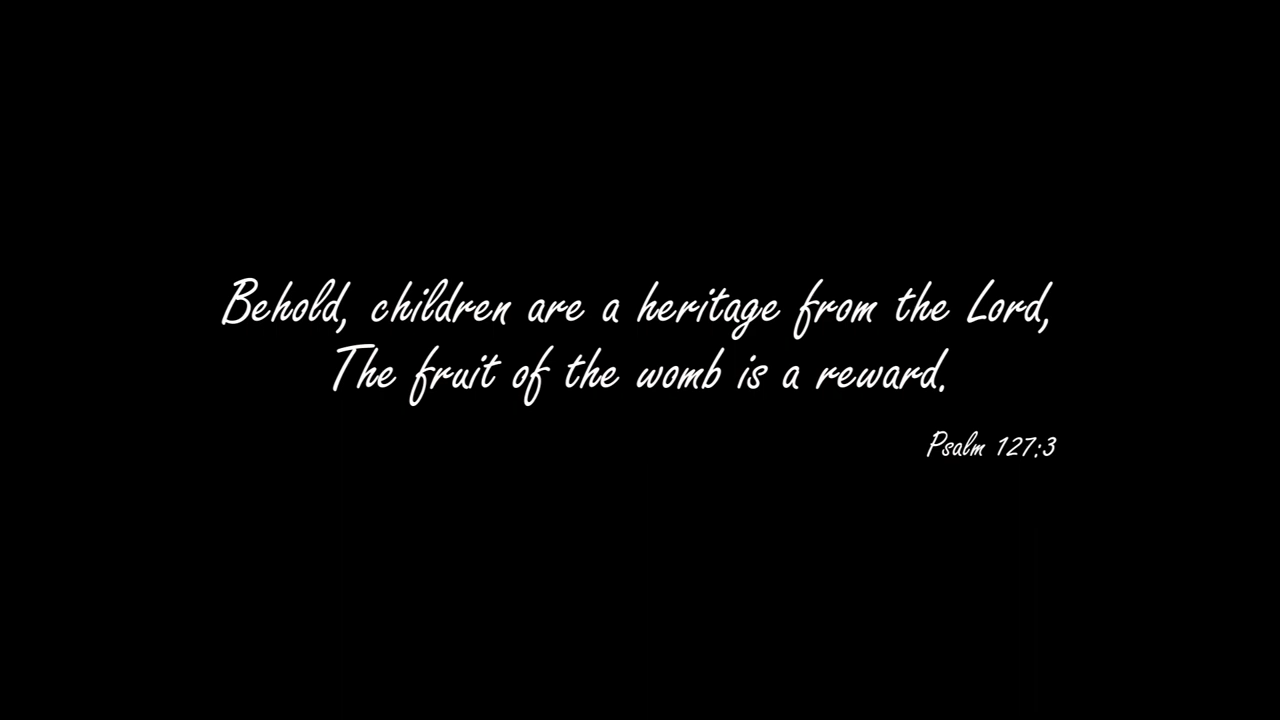 Behold, children are a heritage from the Lord,
The fruit of the womb is a reward.
Psalm 127:3